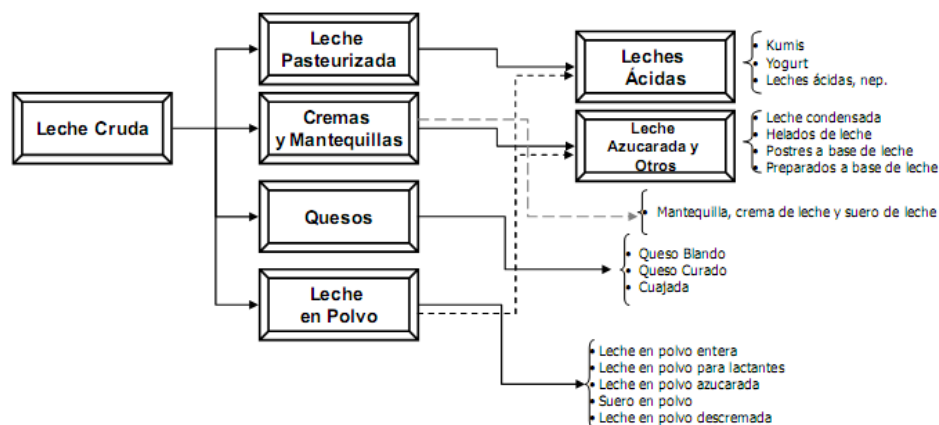 Leche Cruda
Leche
Pasteurizada
Cremas
y Mantequillas
Quesos
Leche
en Polvo
Leches
Ácidas
Leche
Azucarada y
Otros
• Kumis
• Yogurt
• Leches ácidas, nep.
• Leche condensada
• Helados de leche
• Postres a base de leche
• Preparados a base de leche
• Mantequilla, crema de leche y suero de leche
• Queso Blando
• Queso Curado
• Cuajada
• Leche en polvo entera
• Leche en polvo para lactantes
• Leche en polvo azucarada
• Suero en polvo
• Leche en polvo descremada